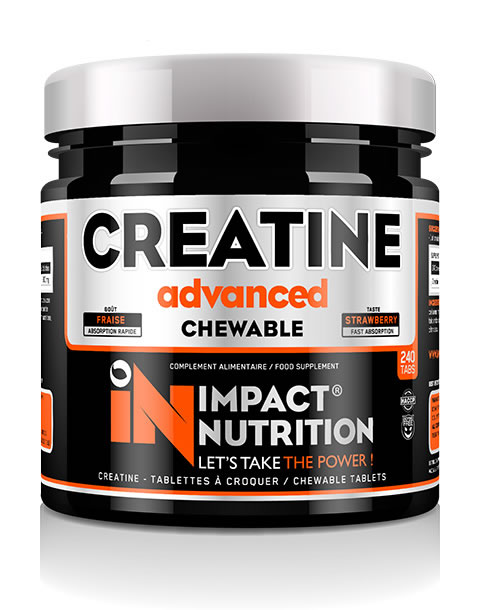 CREATINE
advanced
CHEWABLE
GOÛT
FRAISE
ABSORPTION RAPIDE
TASTE
STRAWBERRY
FAST ABSORPTION
240
TABS
COMPLEMENT ALIMENTAIRE / FOOD SUPPLEMENT
iN
IMPACT®
NUTRITION
LET'S TAKE THE POWER !
HACCP
CREATINE - TABLETTES À CROQUER / CHEWABLE TABLETS